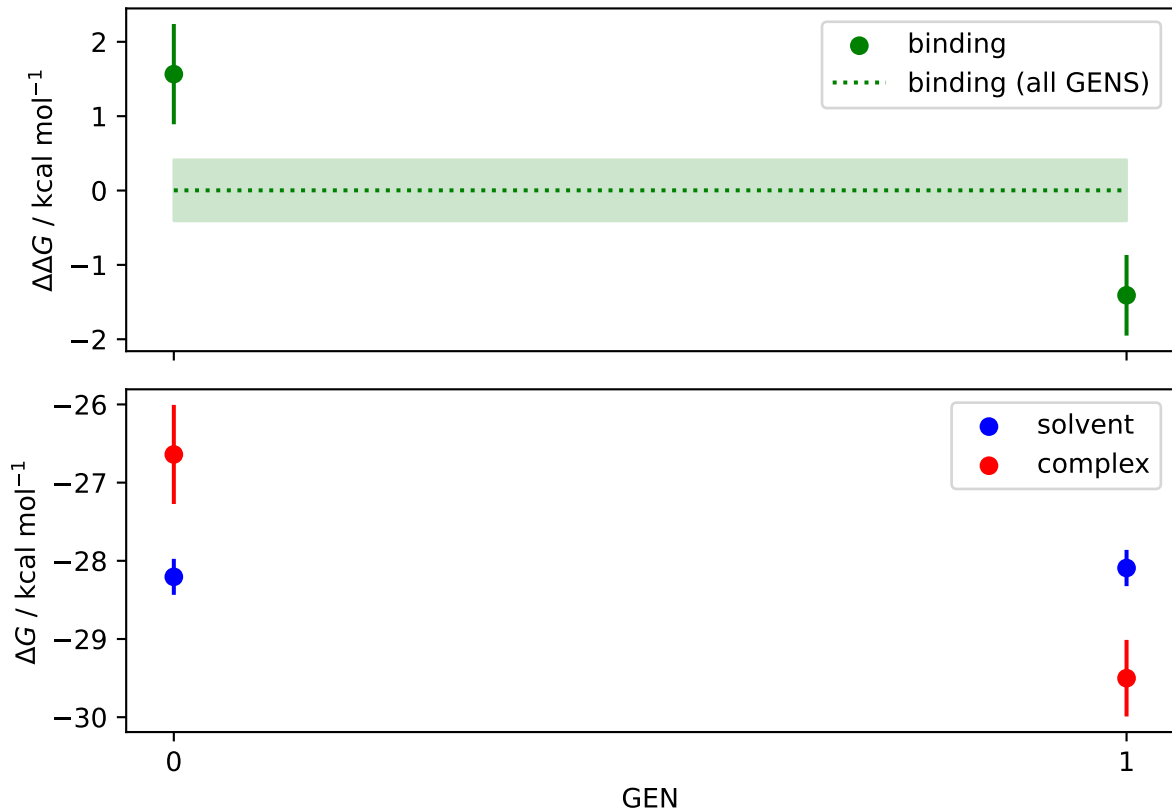 2
1
0
−1
−2
ΔΔG / kcal mol⁻¹
binding
binding (all GENS)
−26
−27
−28
−29
−30
ΔG / kcal mol⁻¹
solvent
complex
0
1
GEN